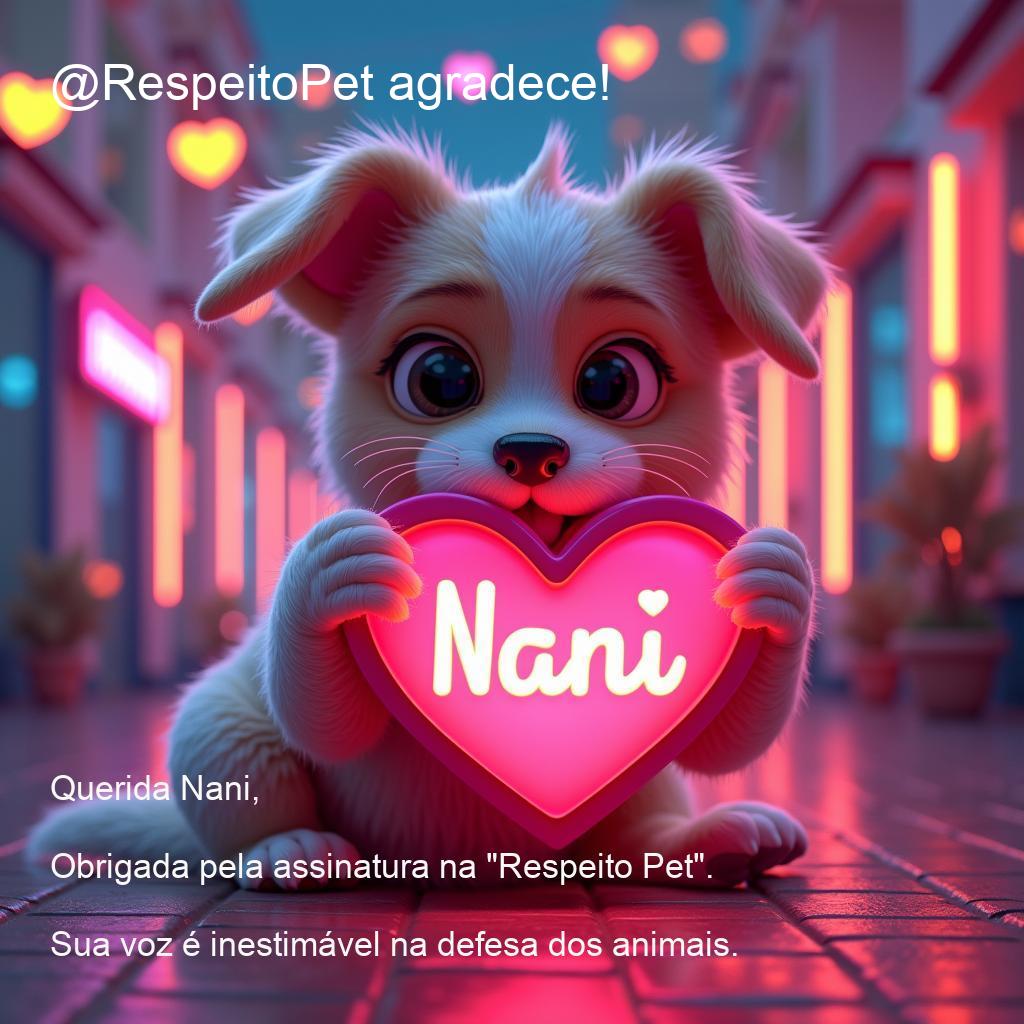 @RespeitoPet agradece!
Nani
Querida Nani,
Obrigada pela assinatura na "Respeito Pet".
Sua voz é inestimável na defesa dos animais.